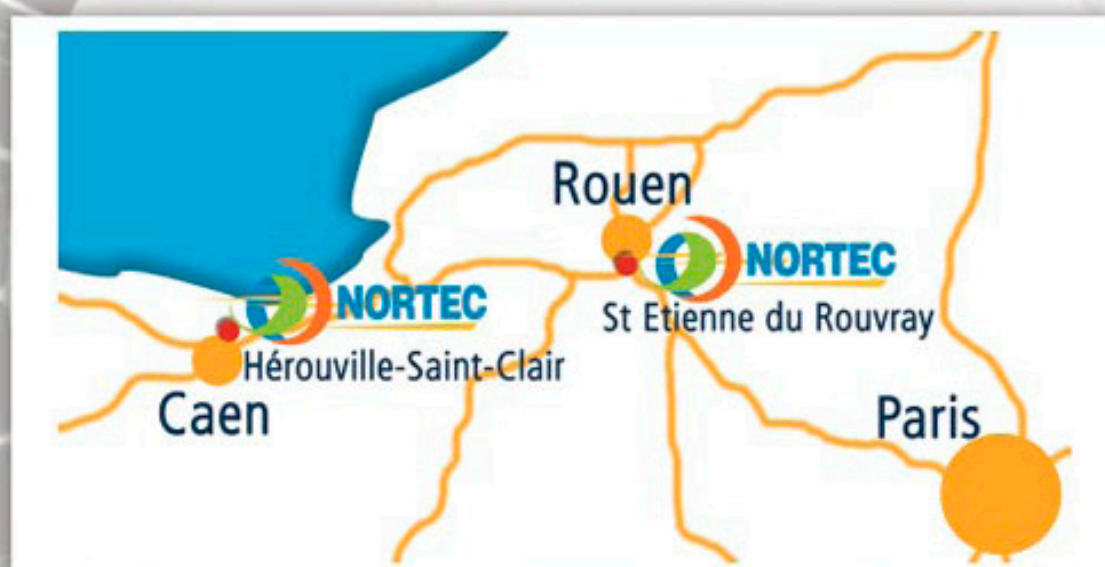 Rouen
NORTEC
St Etienne du Rouvray
NORTEC
Hérouville-Saint-Clair
Caen
Paris